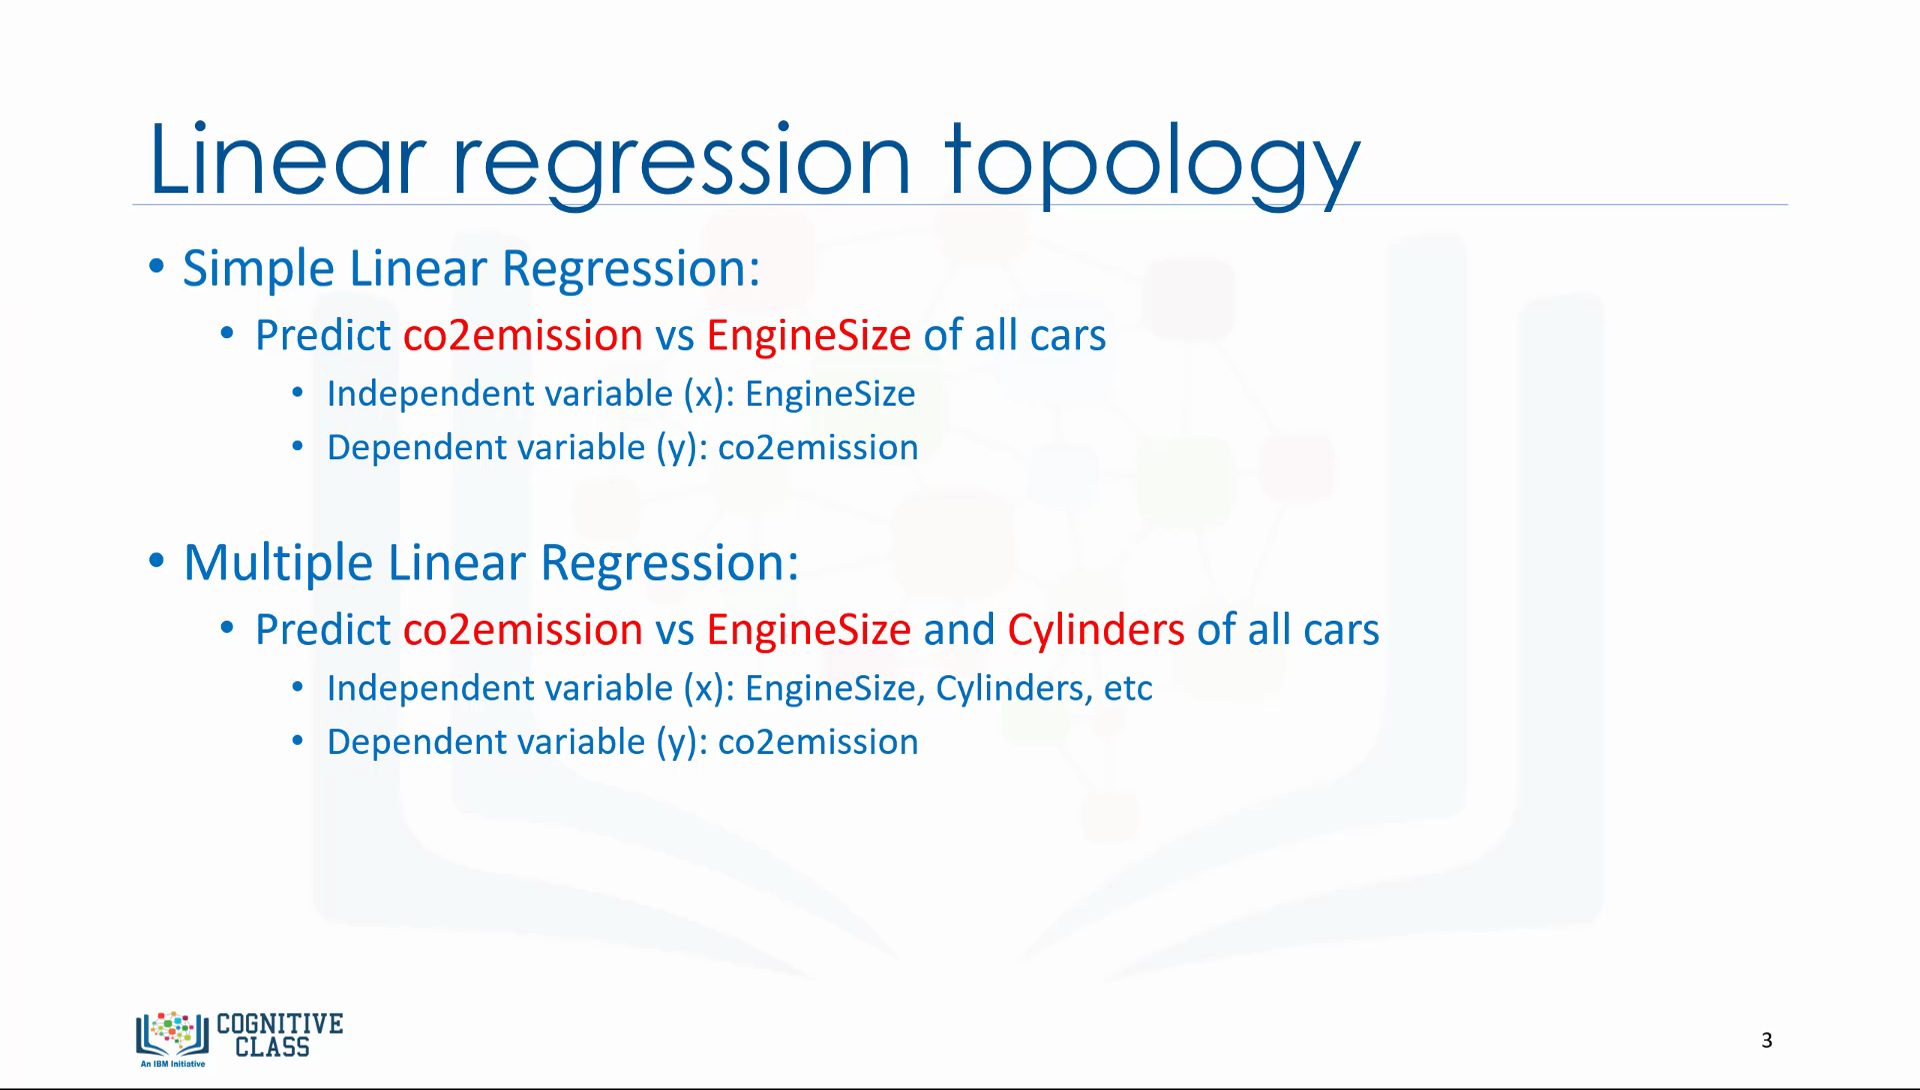 Linear regression topology
• Simple Linear Regression:
• Predict co2emission vs EngineSize of all cars
• Independent variable (x): EngineSize
• Dependent variable (y): co2emission
• Multiple Linear Regression:
• Predict co2emission vs EngineSize and Cylinders of all cars
• Independent variable (x): EngineSize, Cylinders, etc
• Dependent variable (y): co2emission
COGNITIVE
CLASS
An IBM Initiative
3